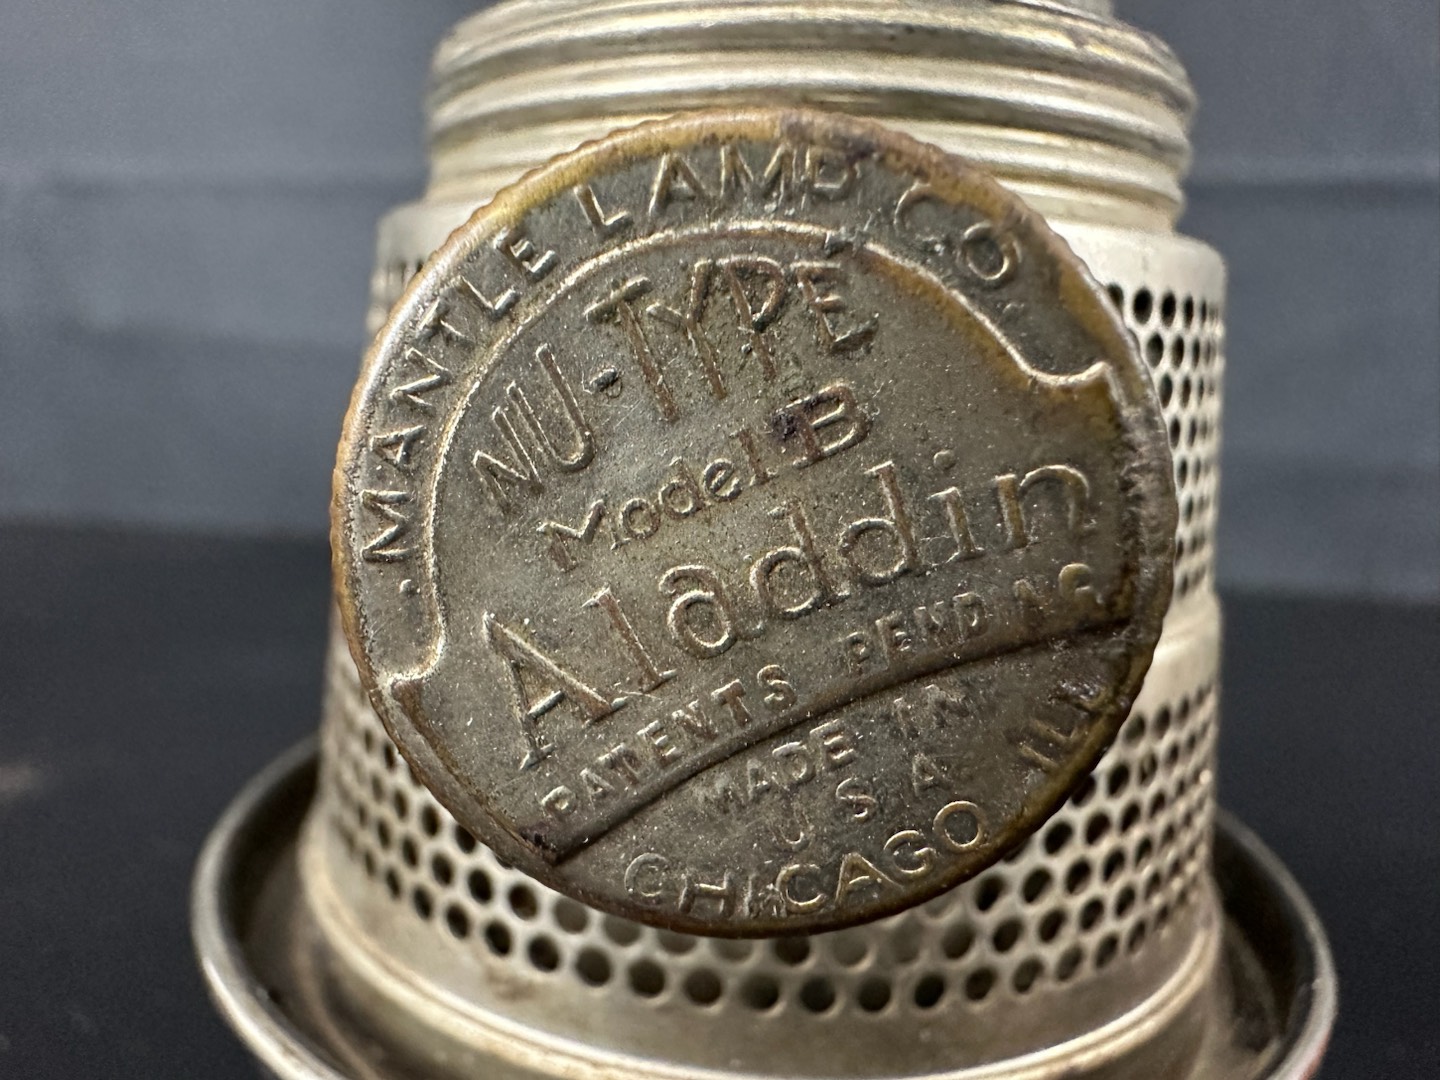 MANTLE LAMP CO.
NU-TYPE
Model B
Aladdin
PATENTS PENDING
MADE IN
U S A
CHICAGO ILL